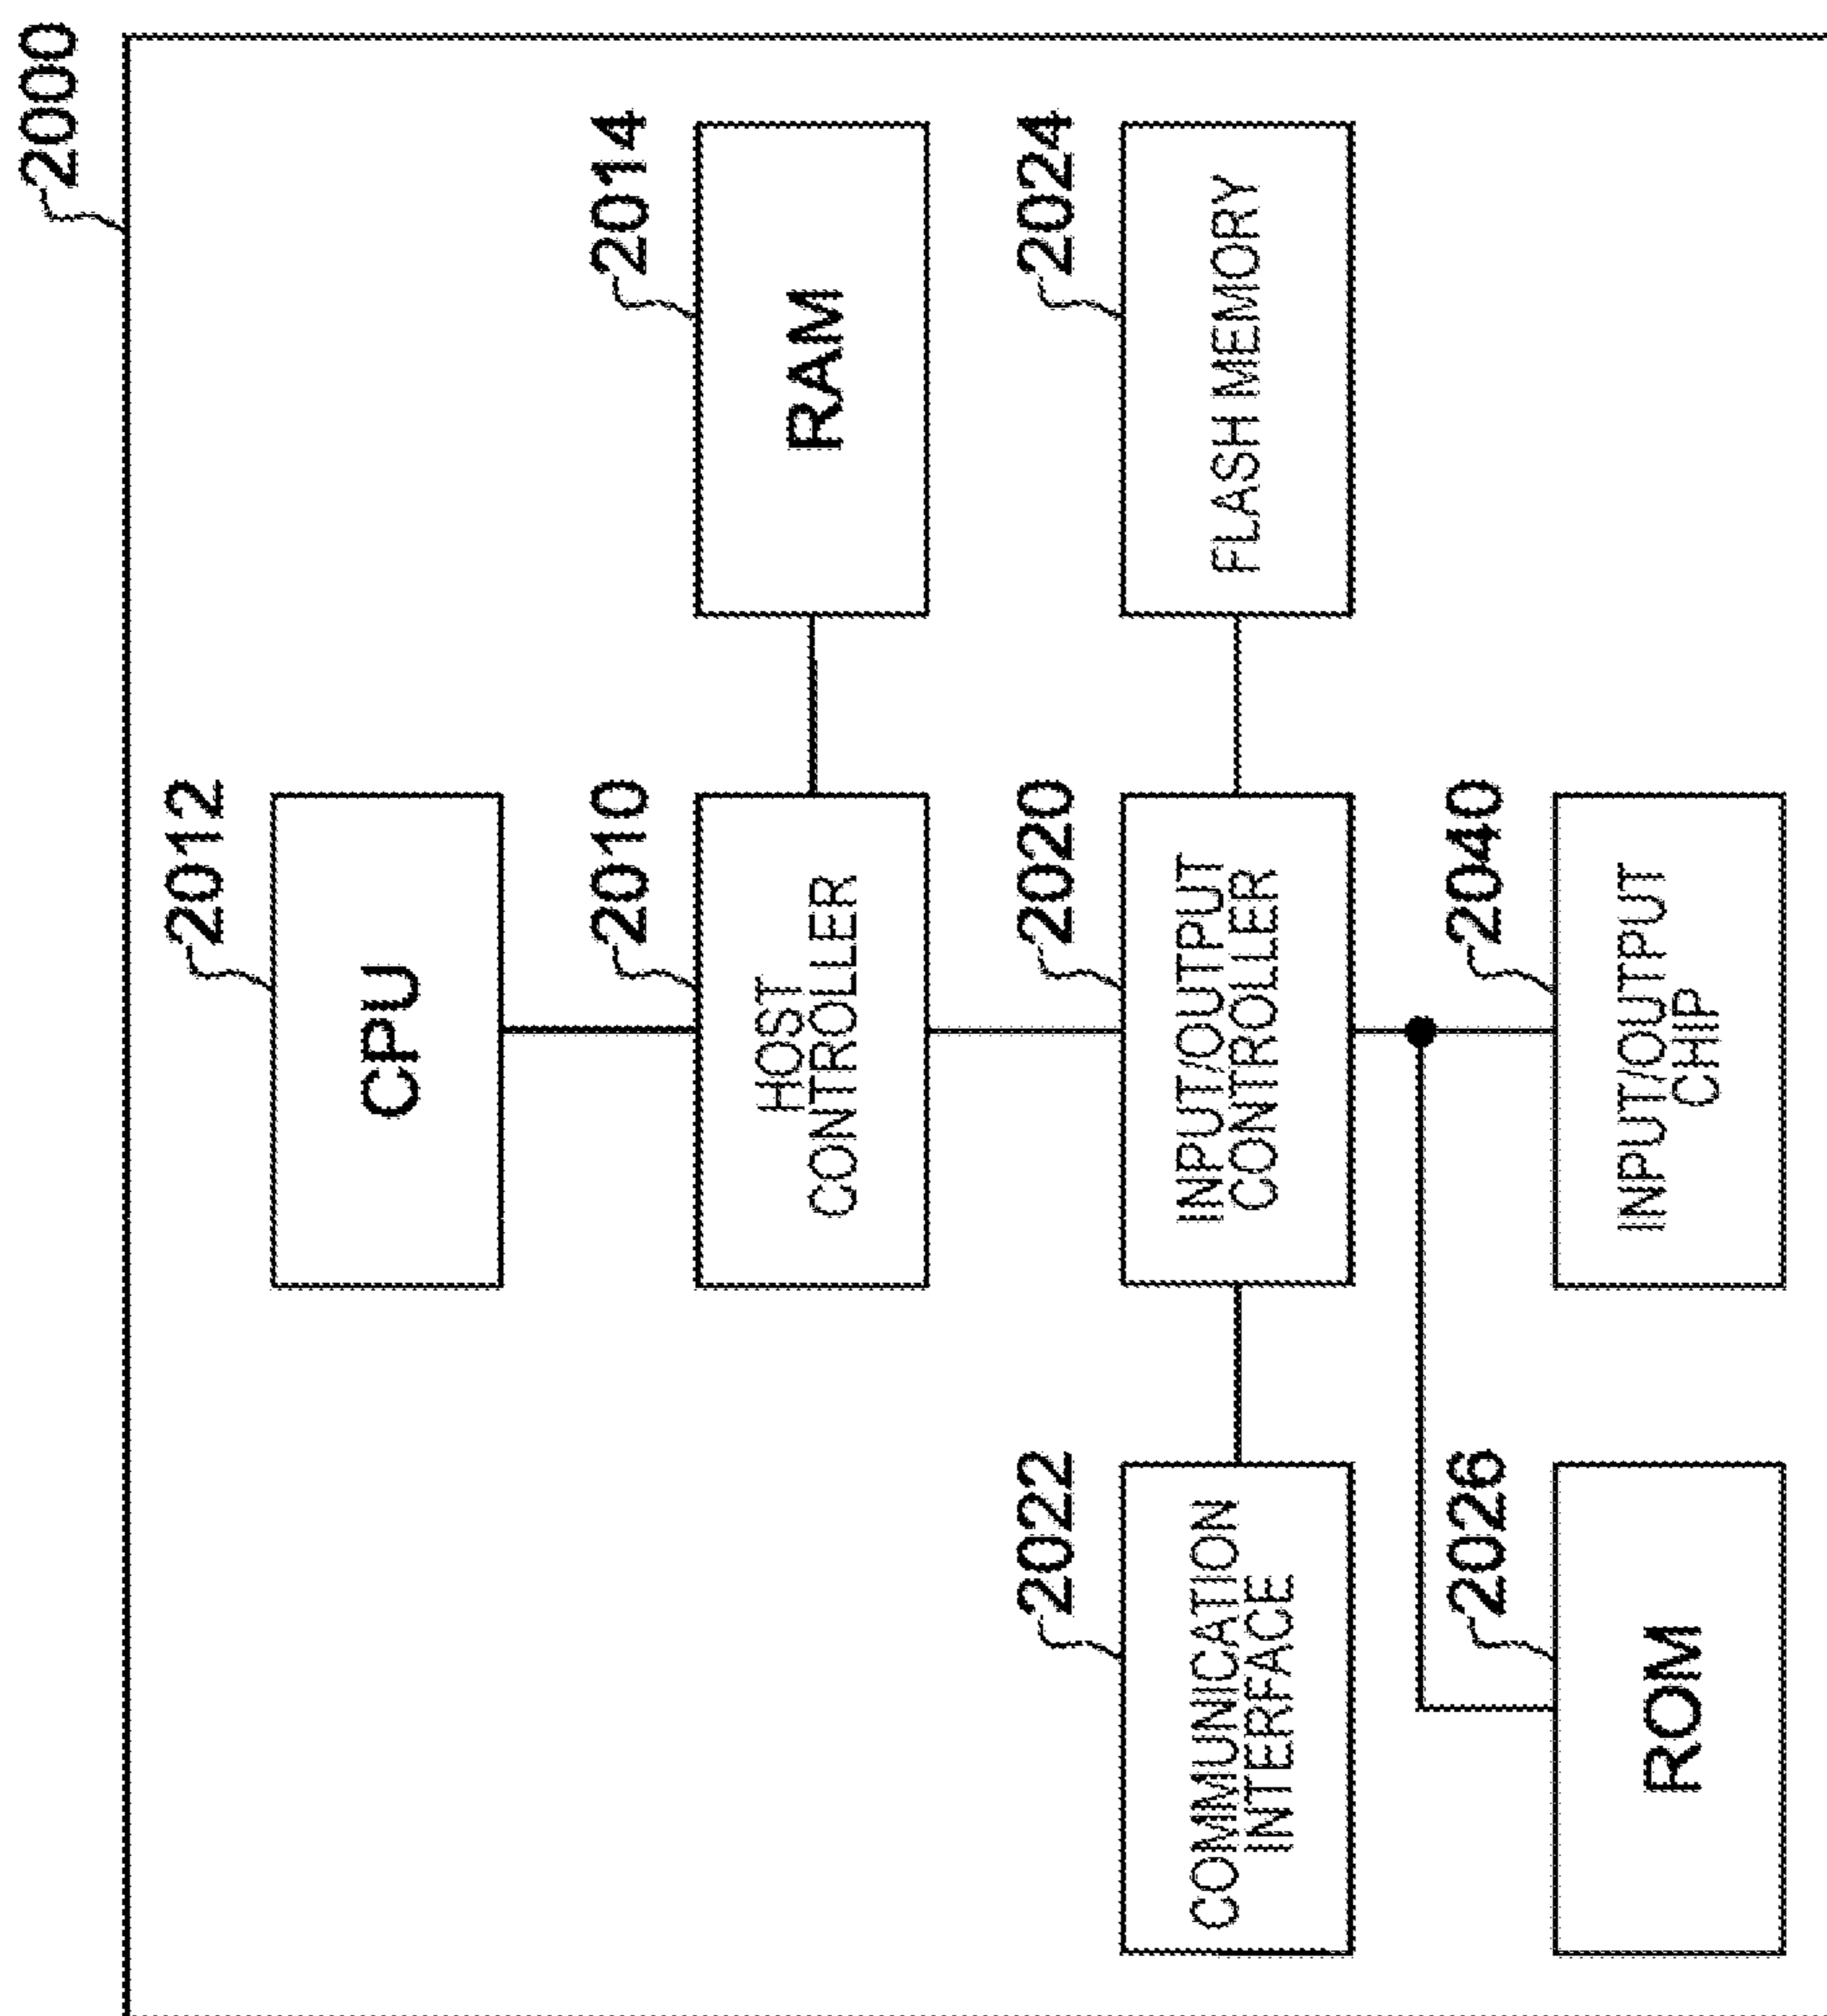 2000
2012
CPU
2010
2014
HOST
CONTROLLER
RAM
2022
2020
2024
COMMUNICATION
INTERFACE
INPUT/OUTPUT
CONTROLLER
FLASH MEMORY
2026
2040
ROM
INPUT/OUTPUT
CHIP